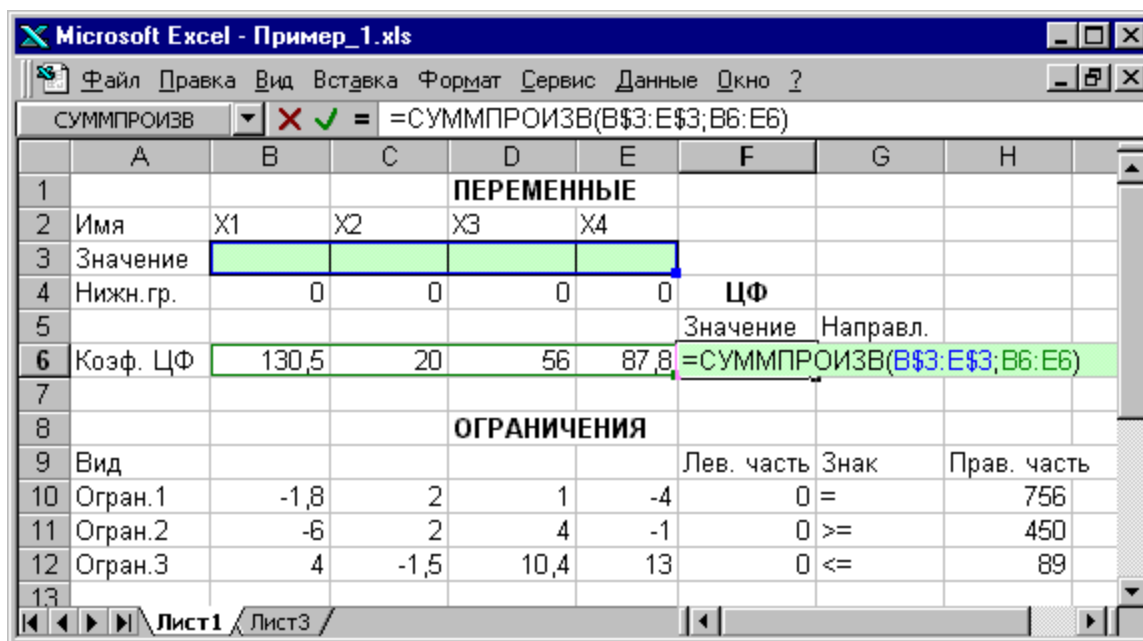 Microsoft Excel - Пример_1.xls
Файл Правка Вид Вставка Формат Сервис Данные Окно ?
СУММПРОИЗВ = =СУММПРОИЗВ(B$3:E$3;B6:E6)
A B C D E F G H
1 ПЕРЕМЕННЫЕ
2 Имя X1 X2 X3 X4
3 Значение
4 Нижн.гр. 0 0 0 0 ЦФ
5 Значение Направл.
6 Коэф. ЦФ 130,5 20 56 87,8 =СУММПРОИЗВ(B$3:E$3;B6:E6)
7
8 ОГРАНИЧЕНИЯ
9 Вид Лев. часть Знак Прав. часть
10 Огран.1 -1,8 2 1 -4 0 = 756
11 Огран.2 -6 2 4 -1 0 >= 450
12 Огран.3 4 -1,5 10,4 13 0 <= 89
13
Лист1 Лист3